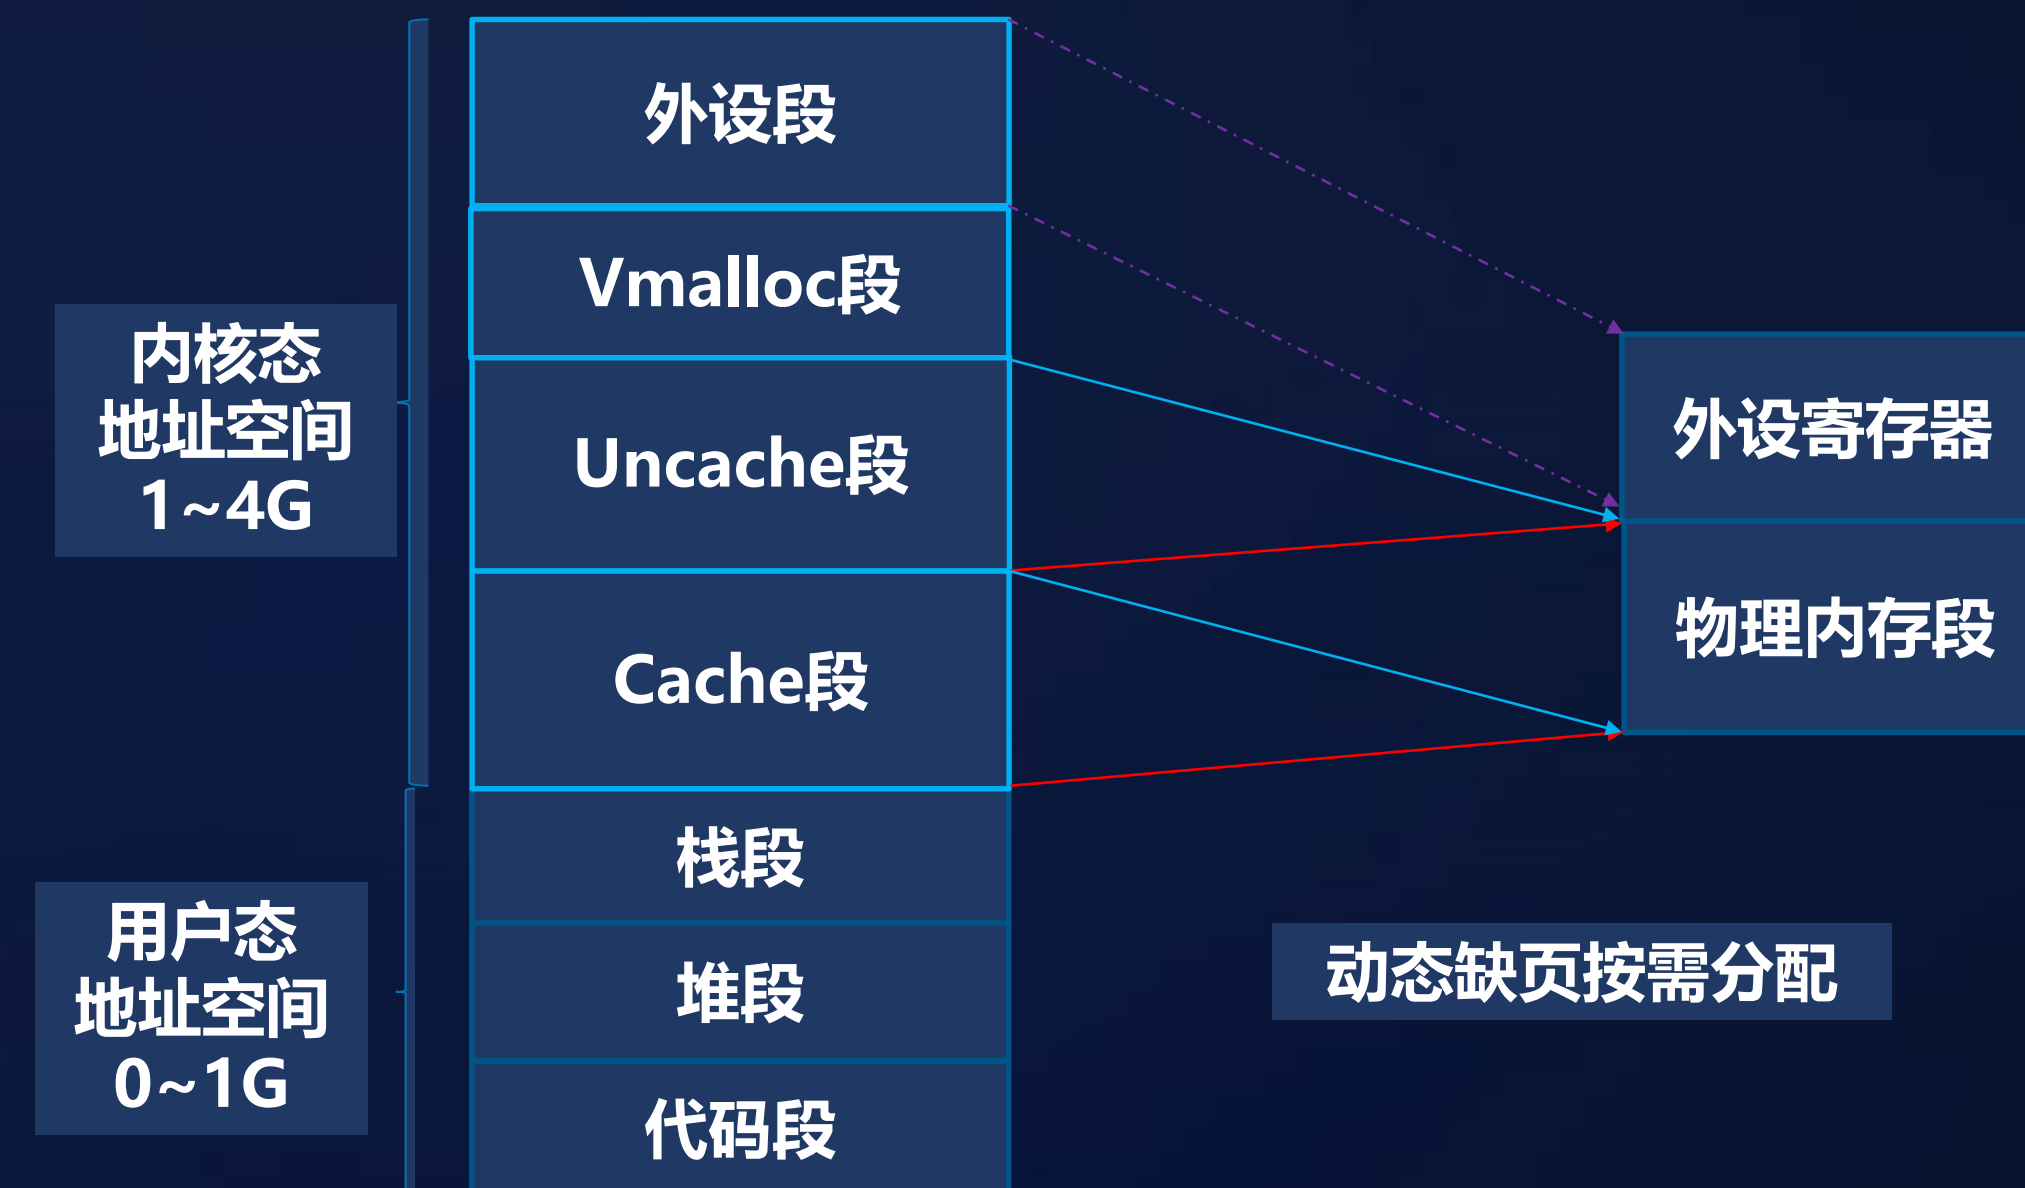 外设段
Vmalloc段
内核态
地址空间
1~4G
Uncache段
Cache段
外设寄存器
物理内存段
栈段
用户态
地址空间
0~1G
堆段
动态缺页按需分配
代码段